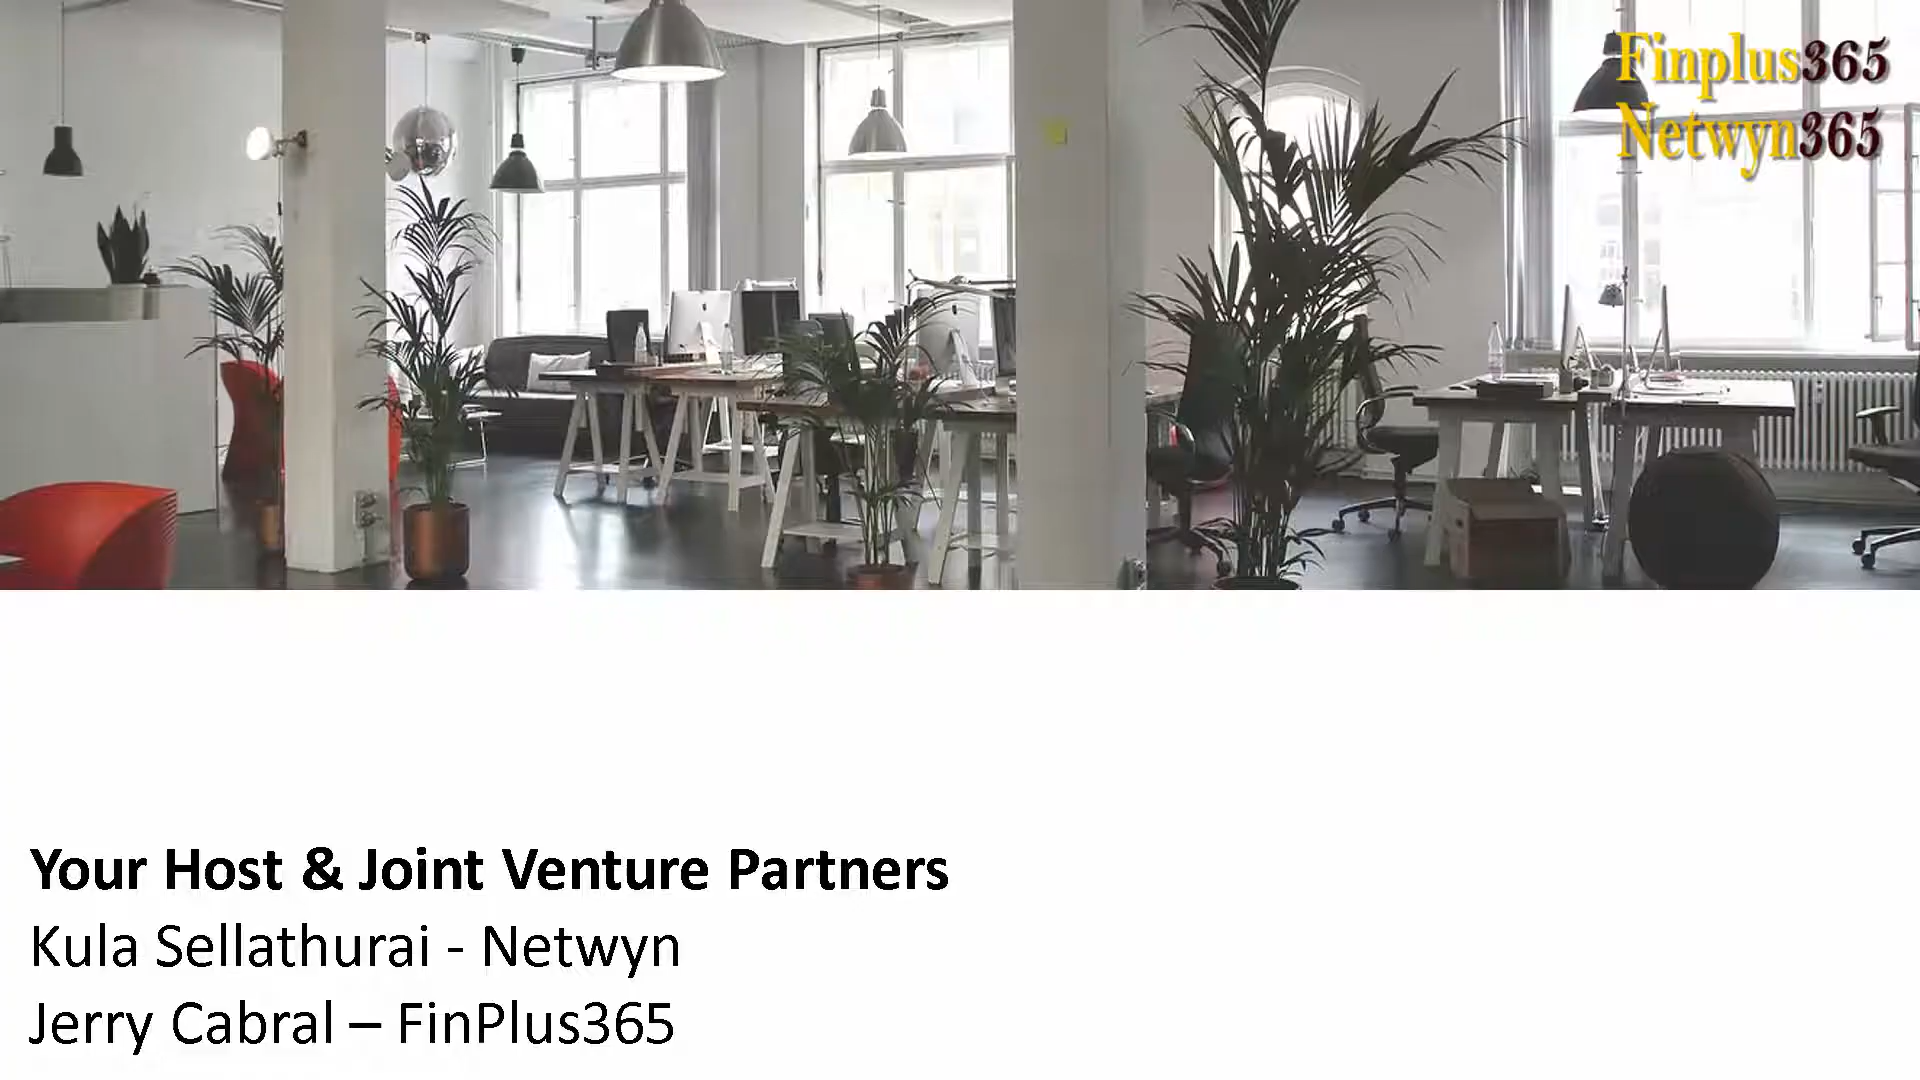 Finplus365
Netwyn365
Your Host & Joint Venture Partners
Kula Sellathurai - Netwyn
Jerry Cabral – FinPlus365